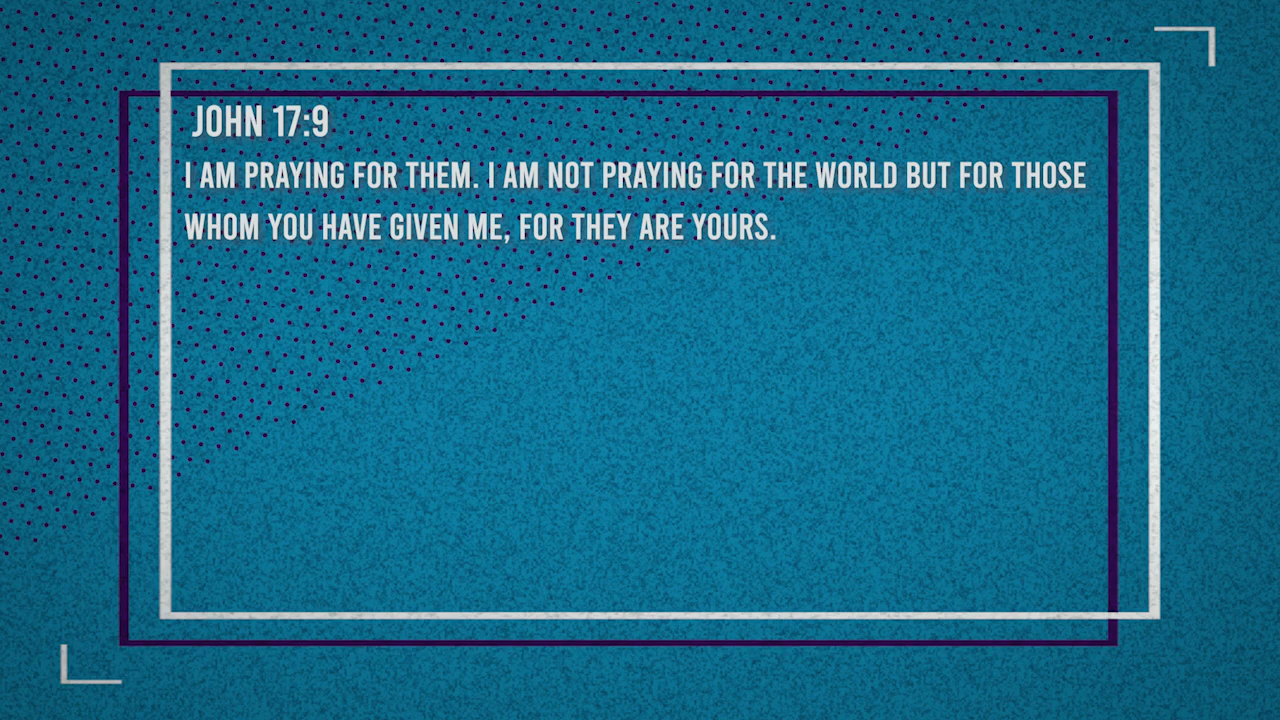 JOHN 17:9
I AM PRAYING FOR THEM. I AM NOT PRAYING FOR THE WORLD BUT FOR THOSE
WHOM YOU HAVE GIVEN ME, FOR THEY ARE YOURS.